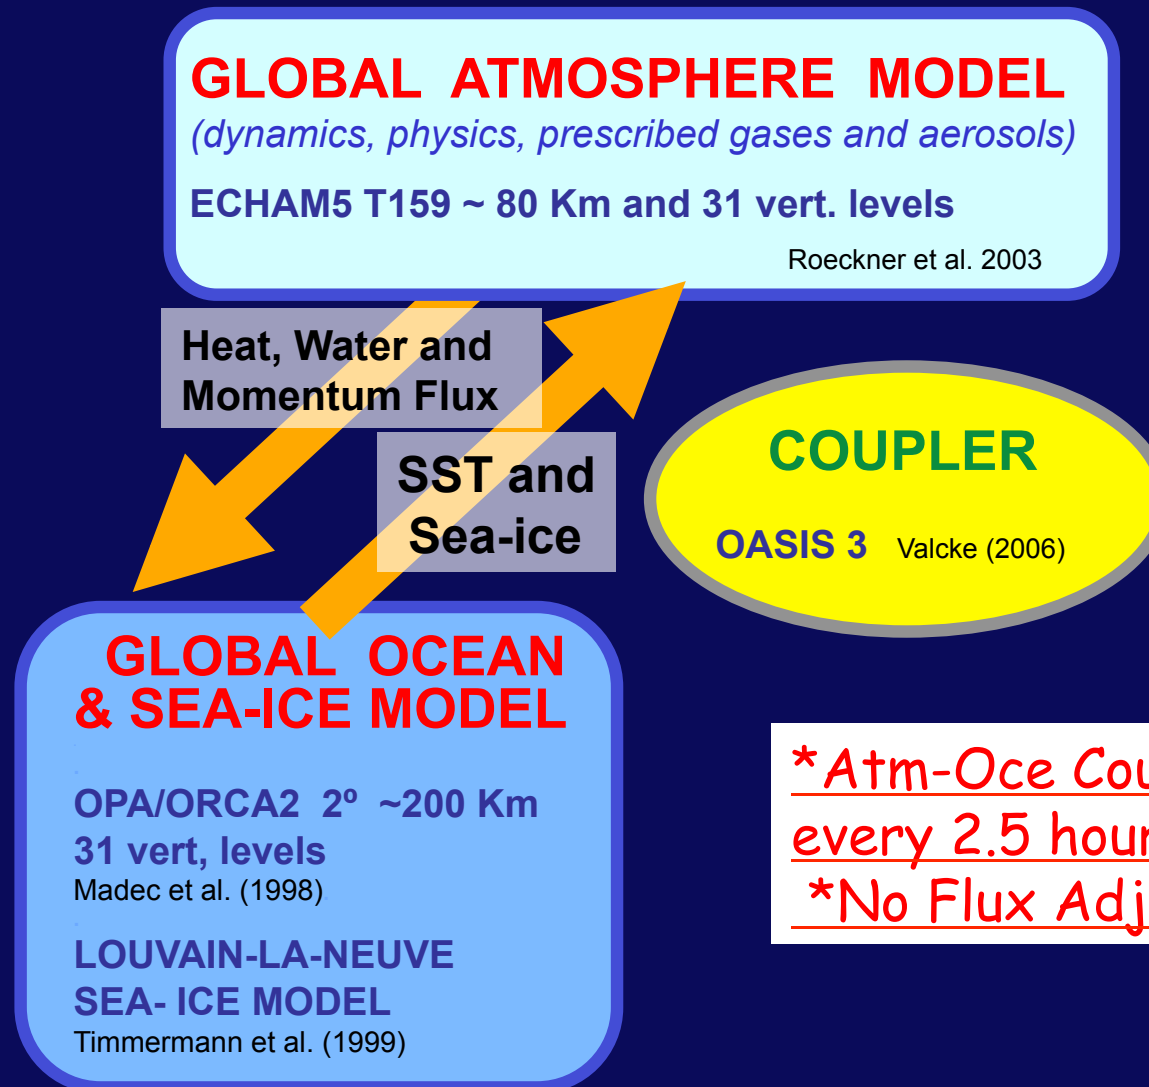 GLOBAL ATMOSPHERE MODEL
(dynamics, physics, prescribed gases and aerosols)
ECHAM5 T159 ~ 80 Km and 31 vert. levels
Roeckner et al. 2003
Heat, Water and
Momentum Flux
SST and
Sea-ice
COUPLER
OASIS 3 Valcke (2006)
GLOBAL OCEAN
& SEA-ICE MODEL
OPA/ORCA2 2º ~200 Km
31 vert, levels
Madec et al. (1998)
LOUVAIN-LA-NEUVE
SEA- ICE MODEL
Timmermann et al. (1999)
*Atm-Oce
every 2.5
*No Flux